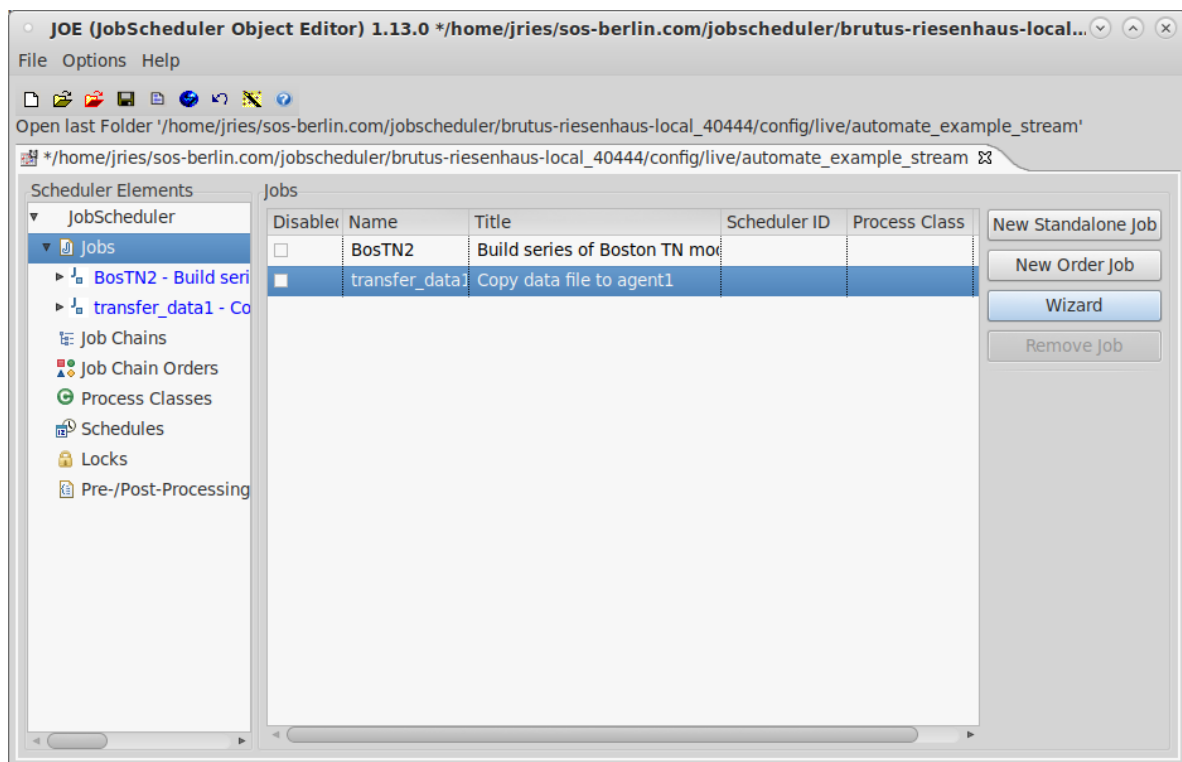 JOE (JobScheduler Object Editor) 1.13.0 */home/jries/sos-berlin.com/jobscheduler/brutus-riesenhaus-local...
File Options Help
Open last Folder '/home/jries/sos-berlin.com/jobscheduler/brutus-riesenhaus-local_40444/config/live/automate_example_stream'
*/home/jries/sos-berlin.com/jobscheduler/brutus-riesenhaus-local_40444/config/live/automate_example_stream
Scheduler Elements
JobScheduler
Jobs
BosTN2 - Build seri
transfer_data1 - Co
Job Chains
Job Chain Orders
Process Classes
Schedules
Locks
Pre-/Post-Processing
Jobs
Disabled Name Title Scheduler ID Process Class
BosTN2 Build series of Boston TN mod
transfer_data1 Copy data file to agent1
New Standalone Job
New Order Job
Wizard
Remove Job